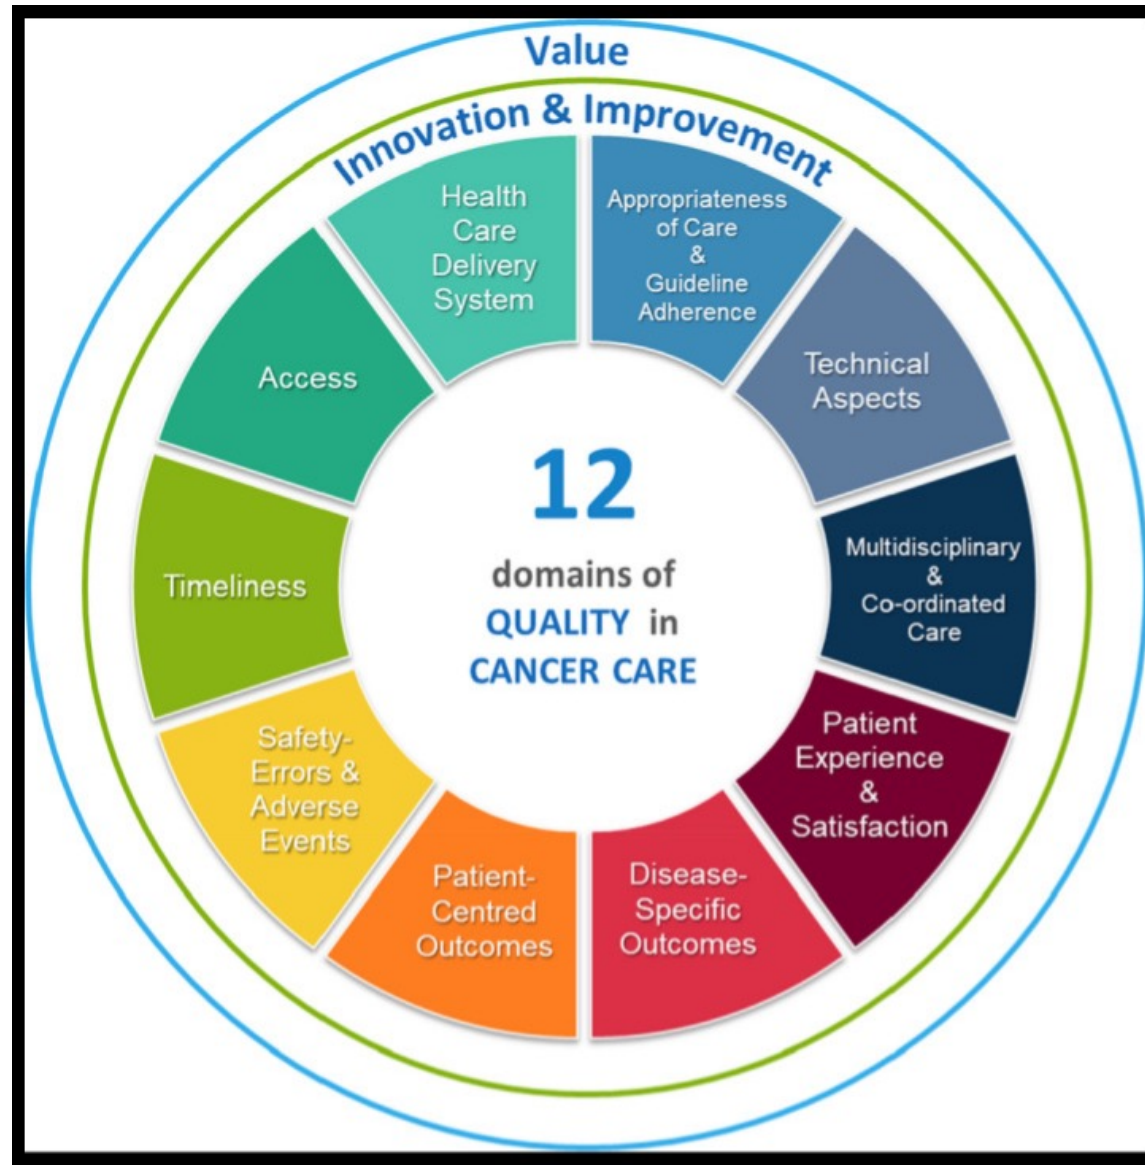 Value
Innovation & Improvement
Health
Care
Delivery
System
Appropriateness
of Care
&
Guideline
Adherence
Technical
Aspects
Multidisciplinary
&
Co-ordinated
Care
Patient
Experience
&
Satisfaction
Disease-
Specific
Outcomes
Patient-
Centred
Outcomes
Safety-
Errors &
Adverse
Events
Timeliness
Access
12
domains of
QUALITY in
CANCER CARE